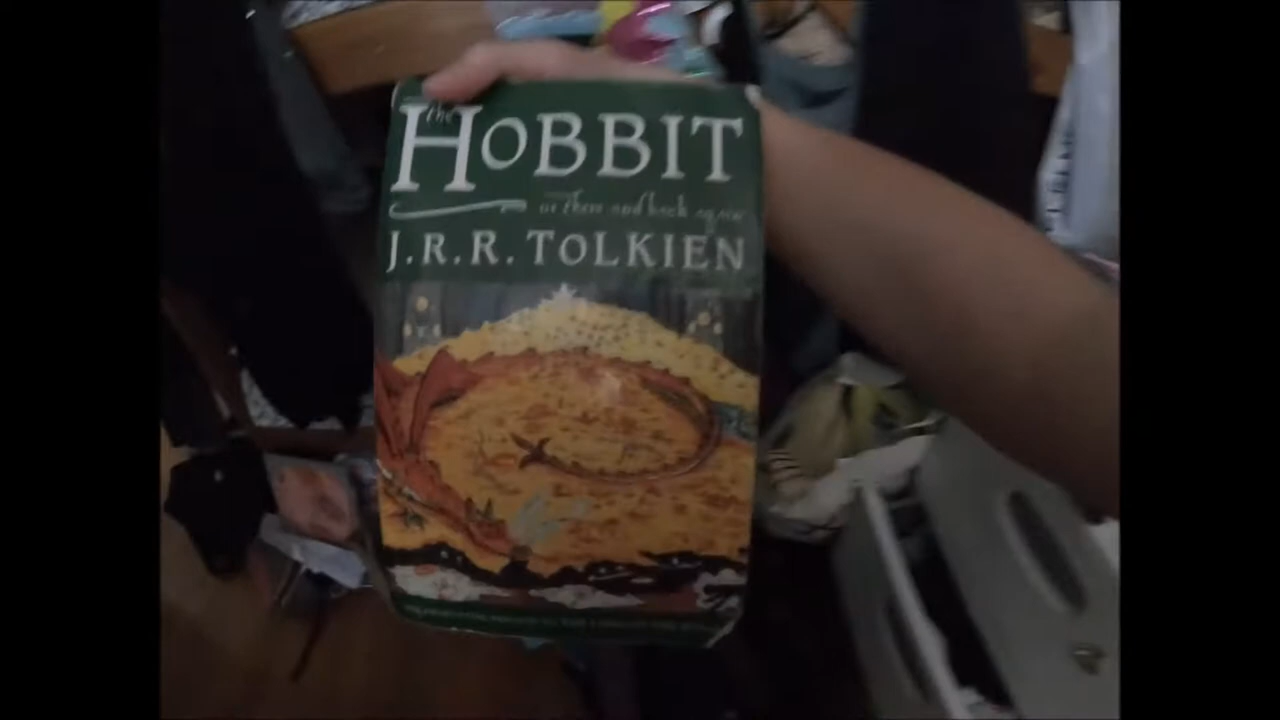 the
HOBBIT
or there and back again
J.R.R. TOLKIEN